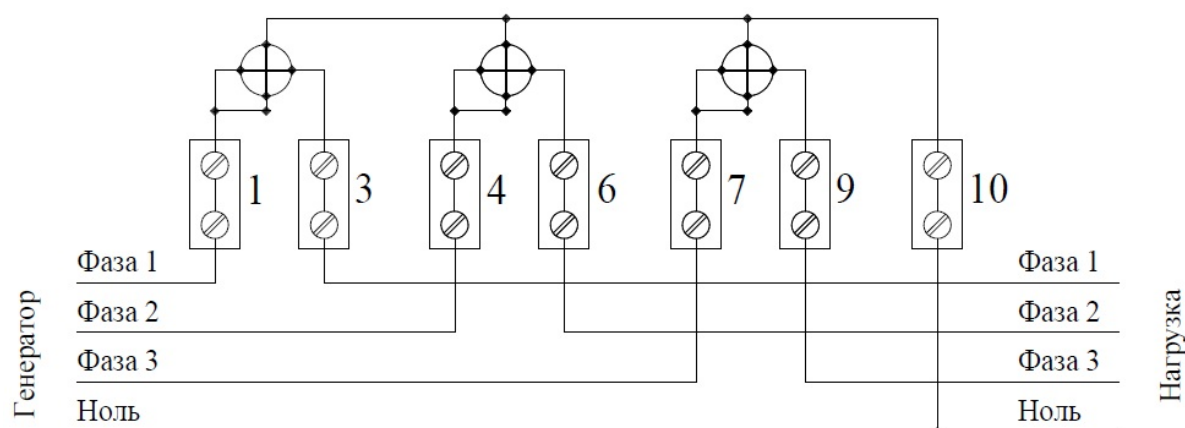 1 3 4 6 7 9 10
Фаза 1 Фаза 1
Фаза 2 Фаза 2
Фаза 3 Фаза 3
Ноль Ноль
Генератор
Нагрузка